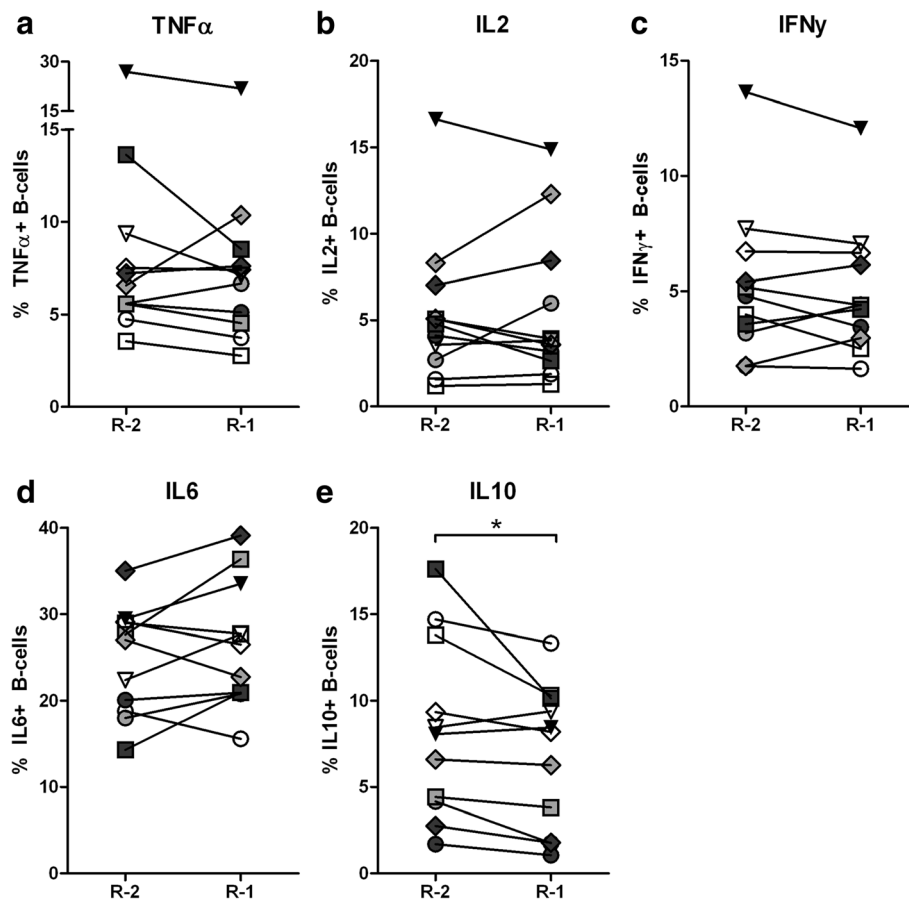 a TNFα
% TNFα+ B-cells
30
15
15
10
5
0
R-2 R-1
b IL2
% IL2+ B-cells
20
15
10
5
0
R-2 R-1
c IFNy
% IFNγ+ B-cells
15
10
5
0
R-2 R-1
d IL6
% IL6+ B-cells
40
30
20
10
0
R-2 R-1
e IL10
% IL10+ B-cells
20
15
10
5
0
*
R-2 R-1